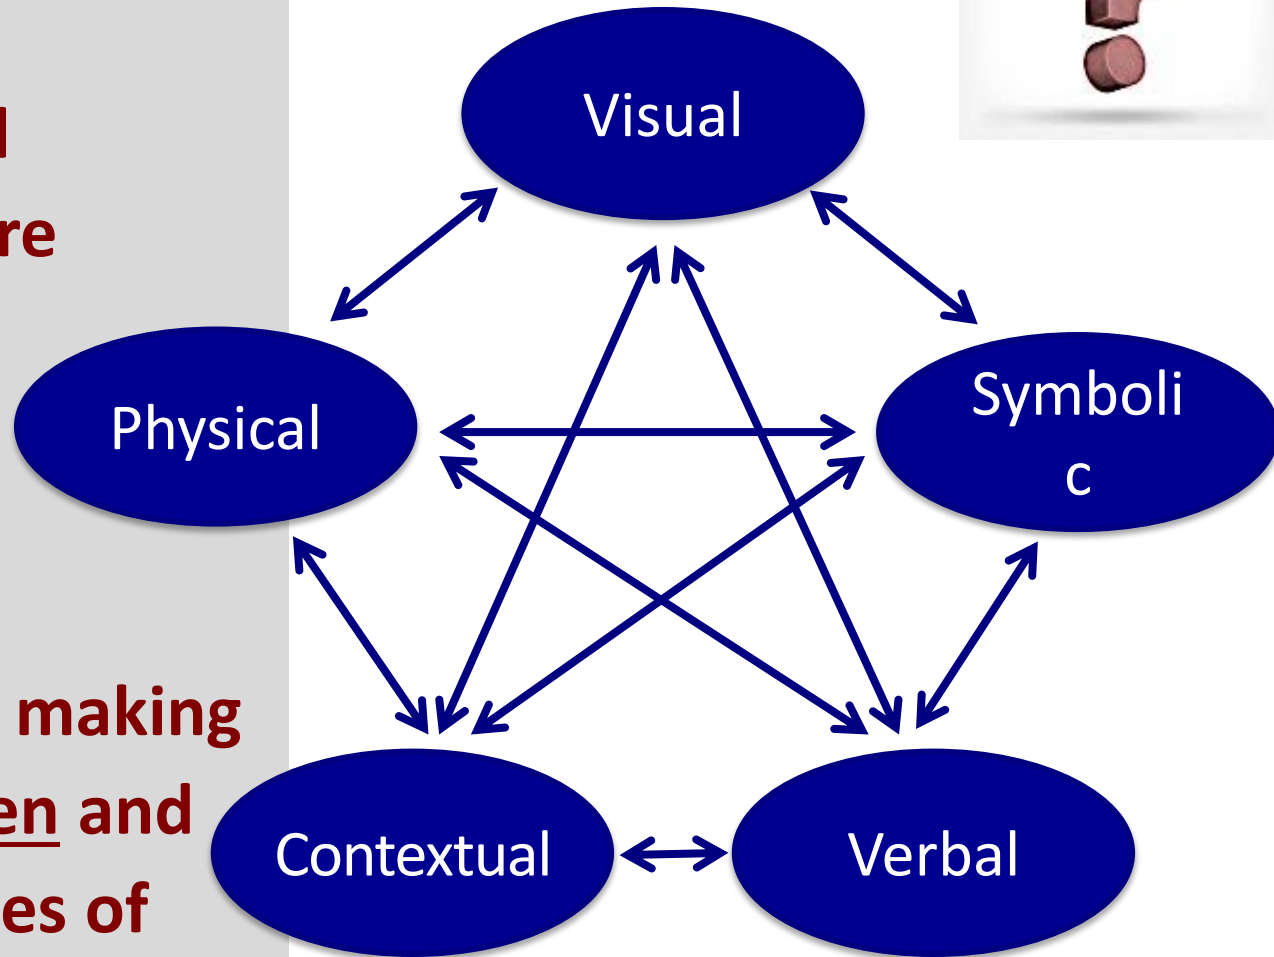 Visual
re
Physical
Symboli
c
making
en and
Contextual
Verbal
es of